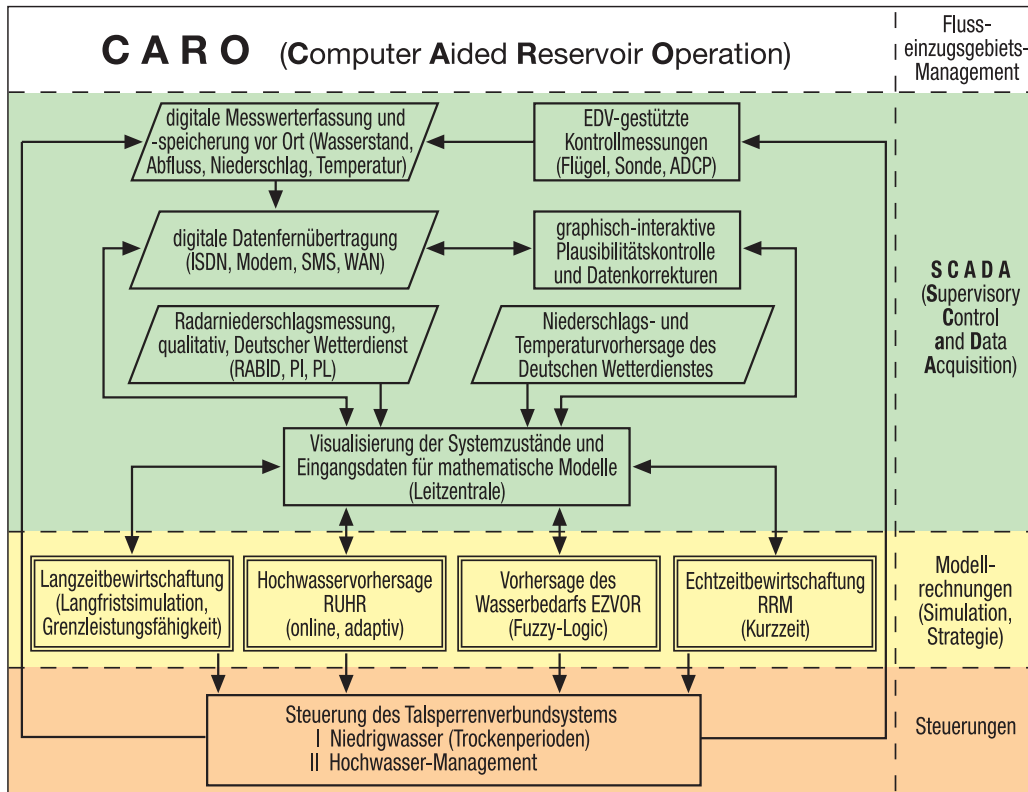 C A R O (Computer Aided Reservoir Operation)
Fluss-
einzugsgebiets-
Management
digitale Messwerterfassung und
-speicherung vor Ort (Wasserstand,
Abfluss, Niederschlag, Temperatur)
EDV-gestützte
Kontrollmessungen
(Flügel, Sonde, ADCP)
digitale Datenfernübertragung
(ISDN, Modem, SMS, WAN)
graphisch-interaktive
Plausibilitätskontrolle
und Datenkorrekturen
Radarniederschlagsmessung,
qualitativ, Deutscher Wetterdienst
(RABID, PI, PL)
Niederschlags- und
Temperaturvorhersage des
Deutschen Wetterdienstes
Visualisierung der Systemzustände und
Eingangsdaten für mathematische Modelle
(Leitzentrale)
S C A D A
(Supervisory
Control
and Data
Acquisition)
Langzeitbewirtschaftung
(Langfristsimulation,
Grenzleistungsfähigkeit)
Hochwasservorhersage
RUHR
(online, adaptiv)
Vorhersage des
Wasserbedarfs EZVOR
(Fuzzy-Logic)
Echtzeitbewirtschaftung
RRM
(Kurzzeit)
Modell-
rechnungen
(Simulation,
Strategie)
Steuerung des Talsperrenverbundsystems
I Niedrigwasser (Trockenperioden)
II Hochwasser-Management
Steuerungen